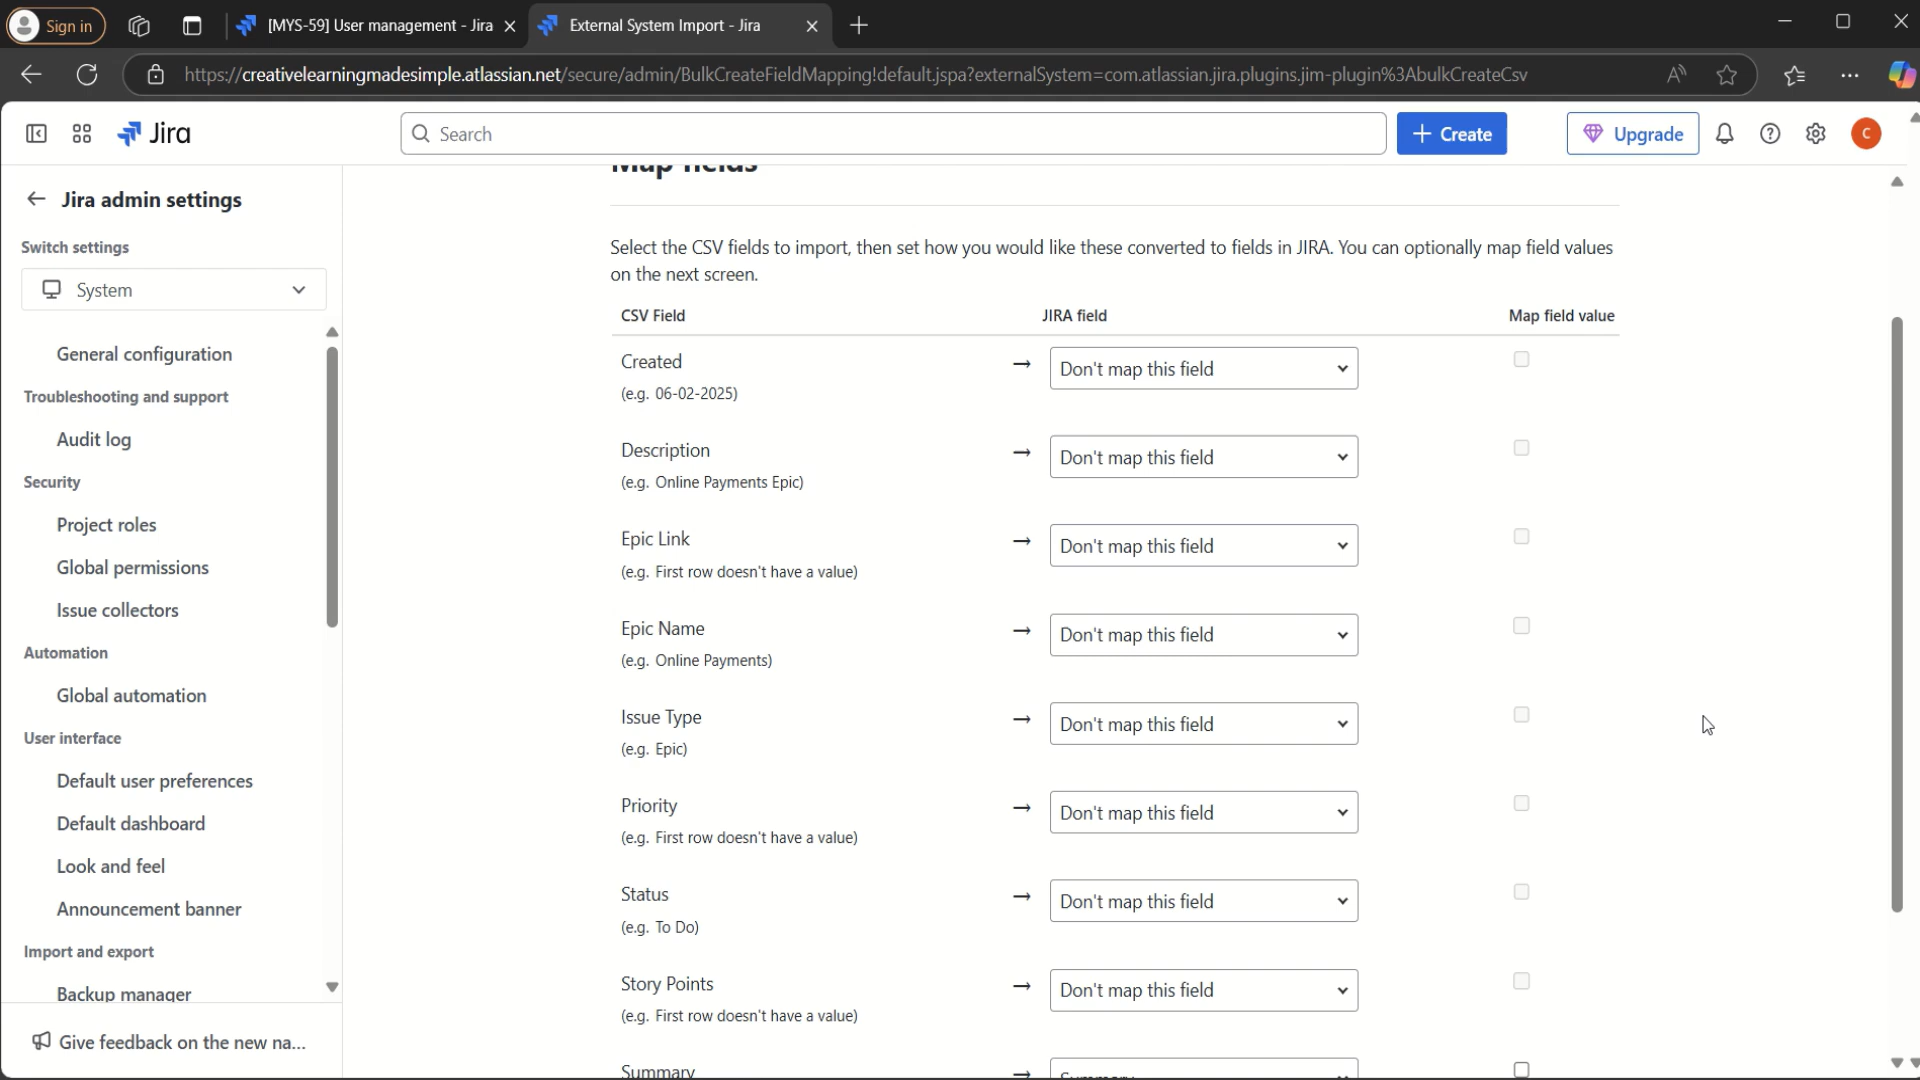 Sign in
[MYS-59] User management - Jira
External System Import - Jira
https://creativelearningmadesimple.atlassian.net/secure/admin/BulkCreateFieldMapping!default.jspa?externalSystem=com.atlassian.jira.plugins.jim-plugin%3AbulkCreateCsv
Jira
Search
+ Create
Upgrade
C
Jira admin settings
Switch settings
System
General configuration
Troubleshooting and support
Audit log
Security
Project roles
Global permissions
Issue collectors
Automation
Global automation
User interface
Default user preferences
Default dashboard
Look and feel
Announcement banner
Import and export
Backup manager
Give feedback on the new na...
Map fields
Select the CSV fields to import, then set how you would like these converted to fields in JIRA. You can optionally map field values
on the next screen.
CSV Field JIRA field Map field value
Created → Don't map this field
(e.g. 06-02-2025)
Description → Don't map this field
(e.g. Online Payments Epic)
Epic Link → Don't map this field
(e.g. First row doesn't have a value)
Epic Name → Don't map this field
(e.g. Online Payments)
Issue Type → Don't map this field
(e.g. Epic)
Priority → Don't map this field
(e.g. First row doesn't have a value)
Status → Don't map this field
(e.g. To Do)
Story Points → Don't map this field
(e.g. First row doesn't have a value)
Summary → Summary